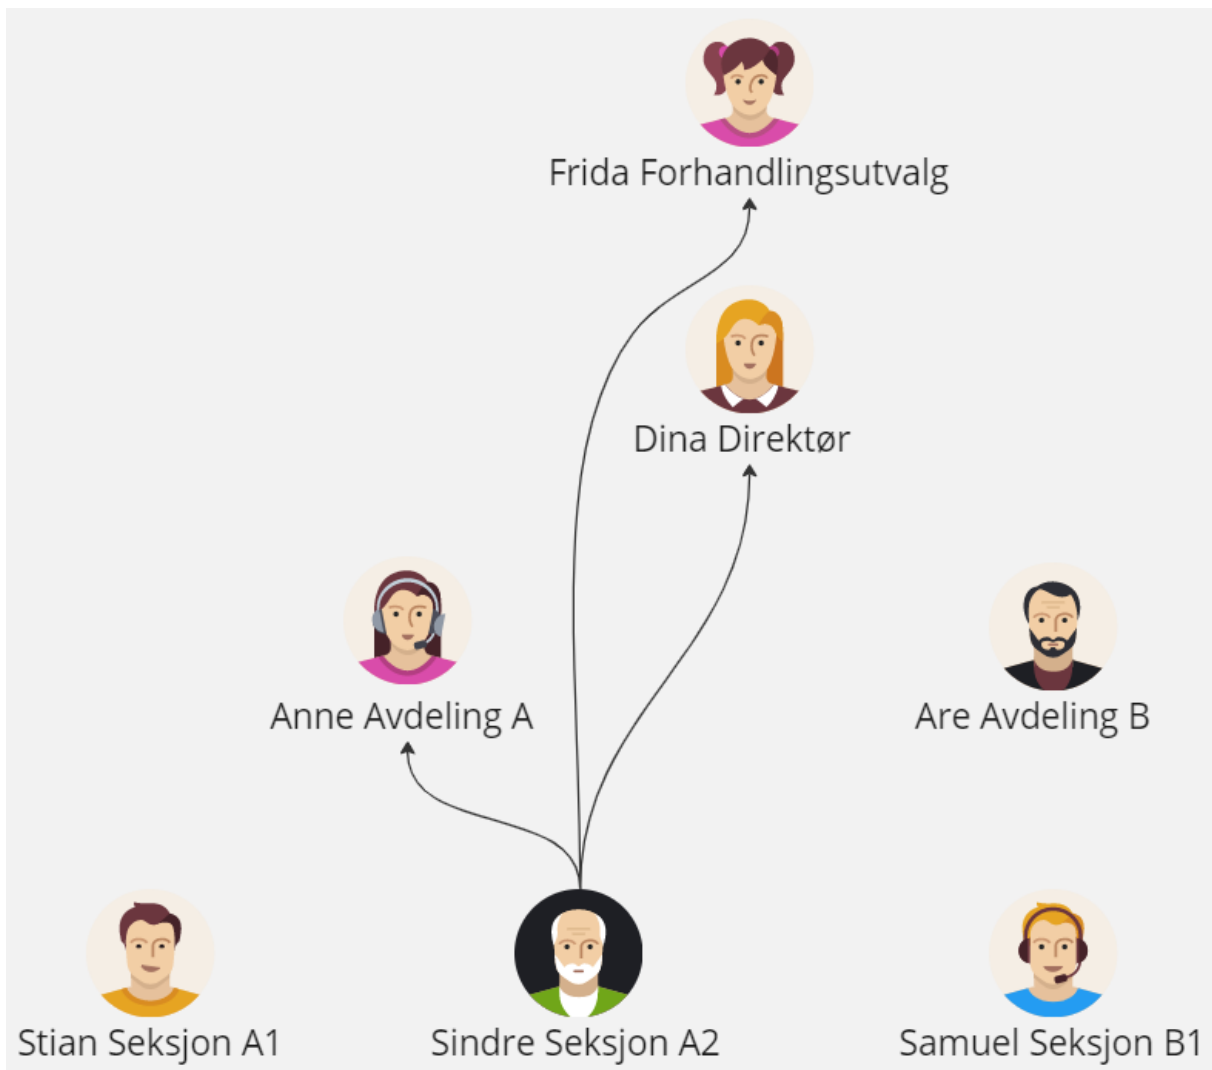 Frida Forhandlingsutvalg
Dina Direktør
Anne Avdeling A
Are Avdeling B
Stian Seksjon A1
Sindre Seksjon A2
Samuel Seksjon B1